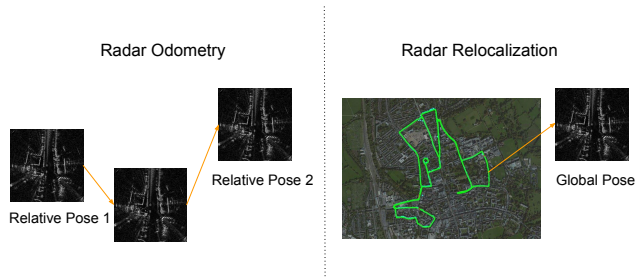 Radar Odometry
Radar Relocalization
Relative Pose 1
Relative Pose 2
Global Pose